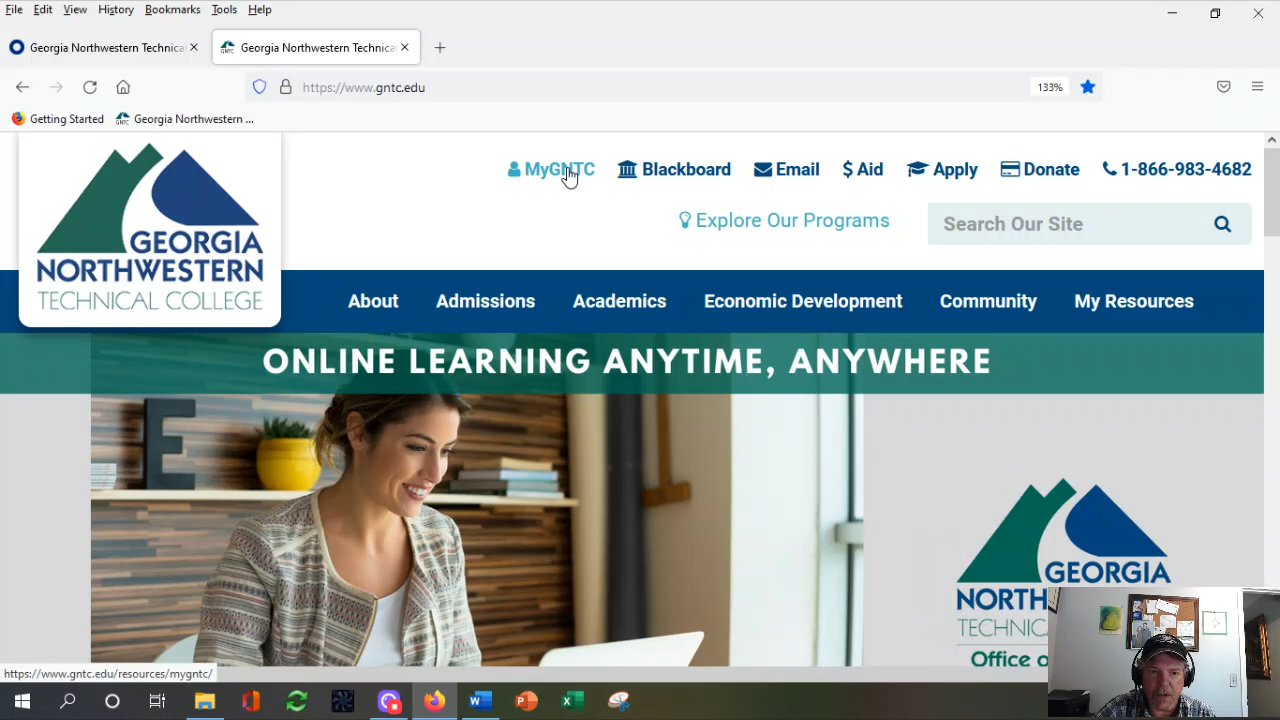 File Edit View History Bookmarks Tools Help
Georgia Northwestern Technica
Georgia Northwestern Technica
https://www.gntc.edu
133%
Getting Started
Georgia Northwestern ...
MyGNTC
Blackboard
Email
$ Aid
Apply
Donate
1-866-983-4682
Explore Our Programs
Search Our Site
GEORGIA
NORTHWESTERN
TECHNICAL COLLEGE
About
Admissions
Academics
Economic Development
Community
My Resources
ONLINE LEARNING ANYTIME, ANYWHERE
E
GEORGIA
NORTH
TECHNIC
Office o
https://www.gntc.edu/resources/mygntc/